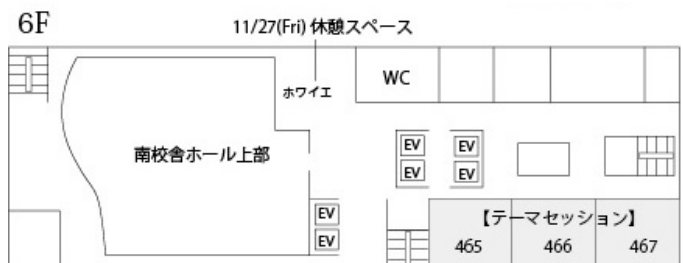 6F
11/27(Fri) 休憩スペース
WC
ホワイエ
南校舎ホール上部
EV
EV
EV
EV
EV
EV
【テーマセッション】
465
466
467